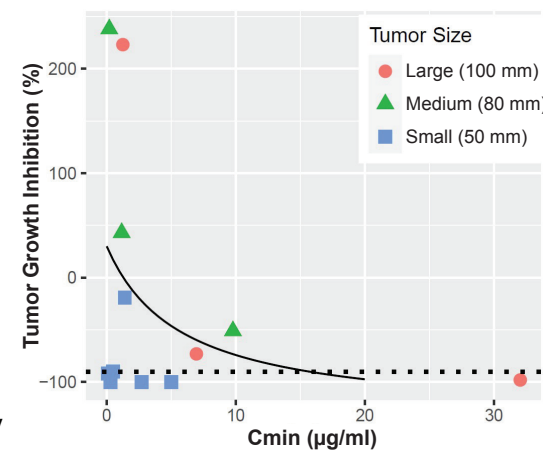 Tumor Size
Large (100 mm)
Medium (80 mm)
Small (50 mm)
Tumor Growth Inhibition (%)
200
100
0
−100
0
10
20
30
Cmin (µg/ml)